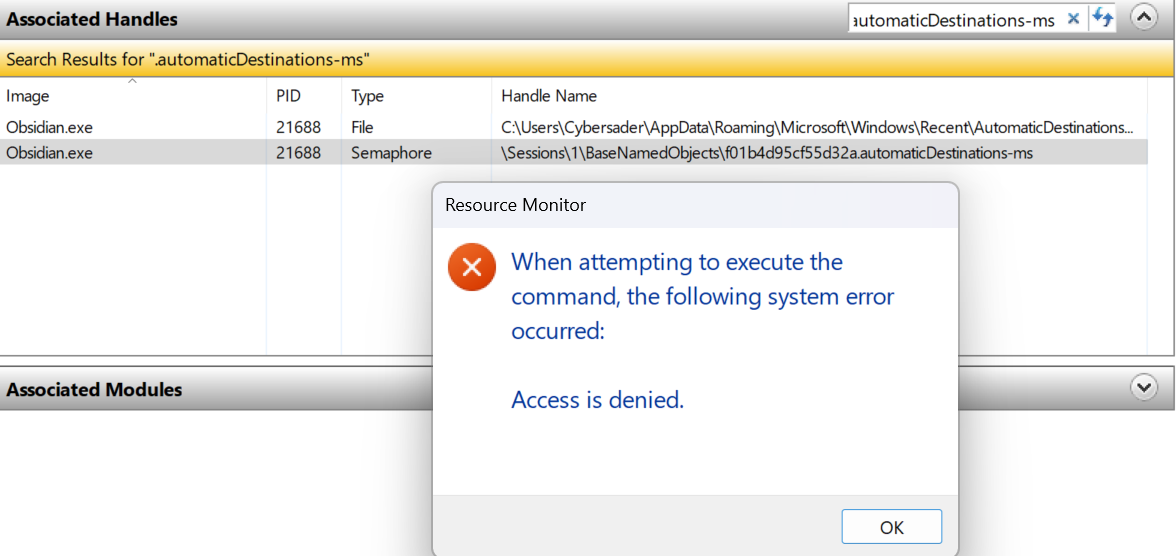 Associated Handles
automaticDestinations-ms
Search Results for ".automaticDestinations-ms"
Image PID Type Handle Name
Obsidian.exe 21688 File C:\Users\Cybersader\AppData\Roaming\Microsoft\Windows\Recent\AutomaticDestinations...
Obsidian.exe 21688 Semaphore \Sessions\1\BaseNamedObjects\f01b4d95cf55d32a.automaticDestinations-ms
Resource Monitor
When attempting to execute the
command, the following system error
occurred:
Access is denied.
Associated Modules
OK